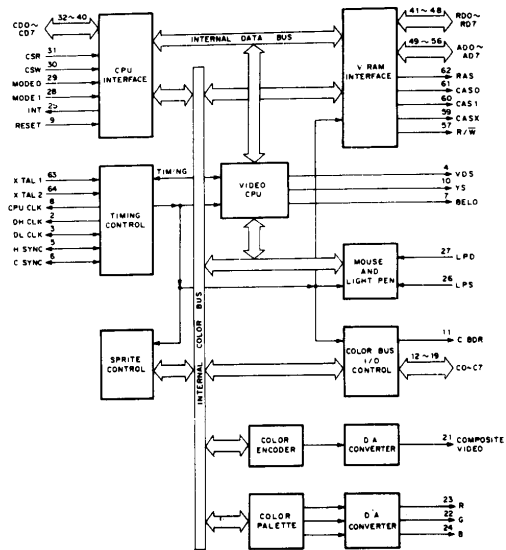 CD0~
CD7
32~40
CSR 31
CSW 30
MODE0 29
MODE 1 28
INT 25
RESET 9
CPU
INTERFACE
INTERNAL DATA BUS
V RAM
INTERFACE
41~48
RD0~
RD7
49~56
AD0~
AD7
62 RAS
61 CAS0
60 CAS1
59 CASX
57 R/W̅
X TAL 1 63
X TAL 2 64
CPU CLK 8
DH CLK 2
DL CLK 3
H SYNC 5
C SYNC 6
TIMING
CONTROL
TIMING
VIDEO
CPU
4 VDS
10 YS
7 BELO
MOUSE
AND
LIGHT PEN
27 LPD
26 LPS
INTERNAL COLOR BUS
SPRITE
CONTROL
COLOR BUS
I/O
CONTROL
11 C BDR
12~19
C0~C7
COLOR
ENCODER
D A
CONVERTER
21 COMPOSITE
VIDEO
COLOR
PALETTE
D A
CONVERTER
23 R
22 G
24 B